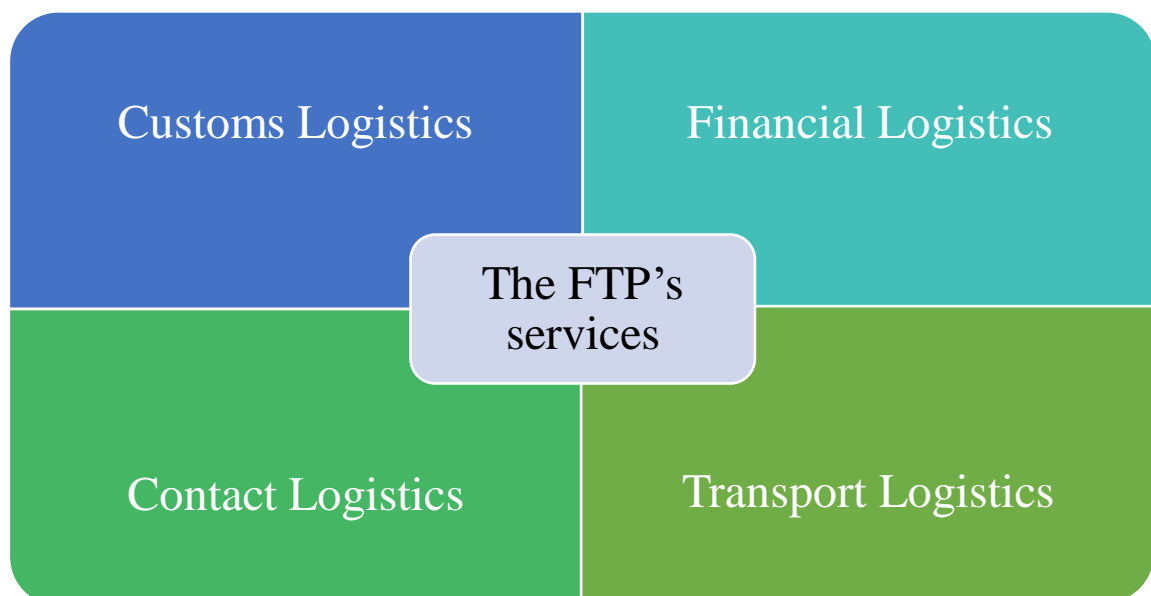 Customs Logistics
Financial Logistics
The FTP’s
services
Contact Logistics
Transport Logistics